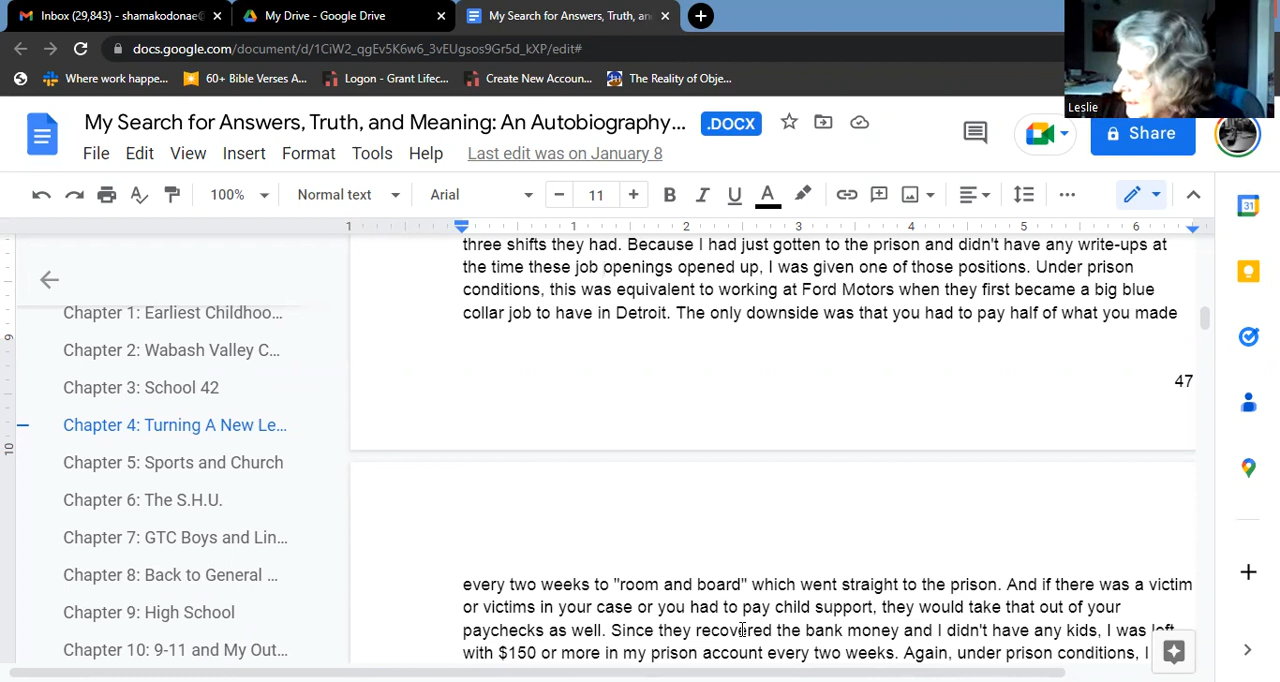 Inbox (29,843) - shamakodonae@
My Drive - Google Drive
My Search for Answers, Truth, an
docs.google.com/document/d/1CiW2_qgEv5K6w6_3vEUgsos9Gr5d_kXP/edit#
Where work happe...
60+ Bible Verses A...
Logon - Grant Lifec...
Create New Accoun...
The Reality of Obje...
Leslie
My Search for Answers, Truth, and Meaning: An Autobiography...
.DOCX
Share
File Edit View Insert Format Tools Help Last edit was on January 8
100% Normal text Arial 11 B I U A
1 1 2 3 4 5 6
31
9
10
Chapter 1: Earliest Childhoo...
Chapter 2: Wabash Valley C...
Chapter 3: School 42
Chapter 4: Turning A New Le...
Chapter 5: Sports and Church
Chapter 6: The S.H.U.
Chapter 7: GTC Boys and Lin...
Chapter 8: Back to General ...
Chapter 9: High School
Chapter 10: 9-11 and My Out...
three shifts they had. Because I had just gotten to the prison and didn't have any write-ups at
the time these job openings opened up, I was given one of those positions. Under prison
conditions, this was equivalent to working at Ford Motors when they first became a big blue
collar job to have in Detroit. The only downside was that you had to pay half of what you made
47
every two weeks to "room and board" which went straight to the prison. And if there was a victim
or victims in your case or you had to pay child support, they would take that out of your
paychecks as well. Since they recovered the bank money and I didn't have any kids, I was left
with $150 or more in my prison account every two weeks. Again, under prison conditions, I